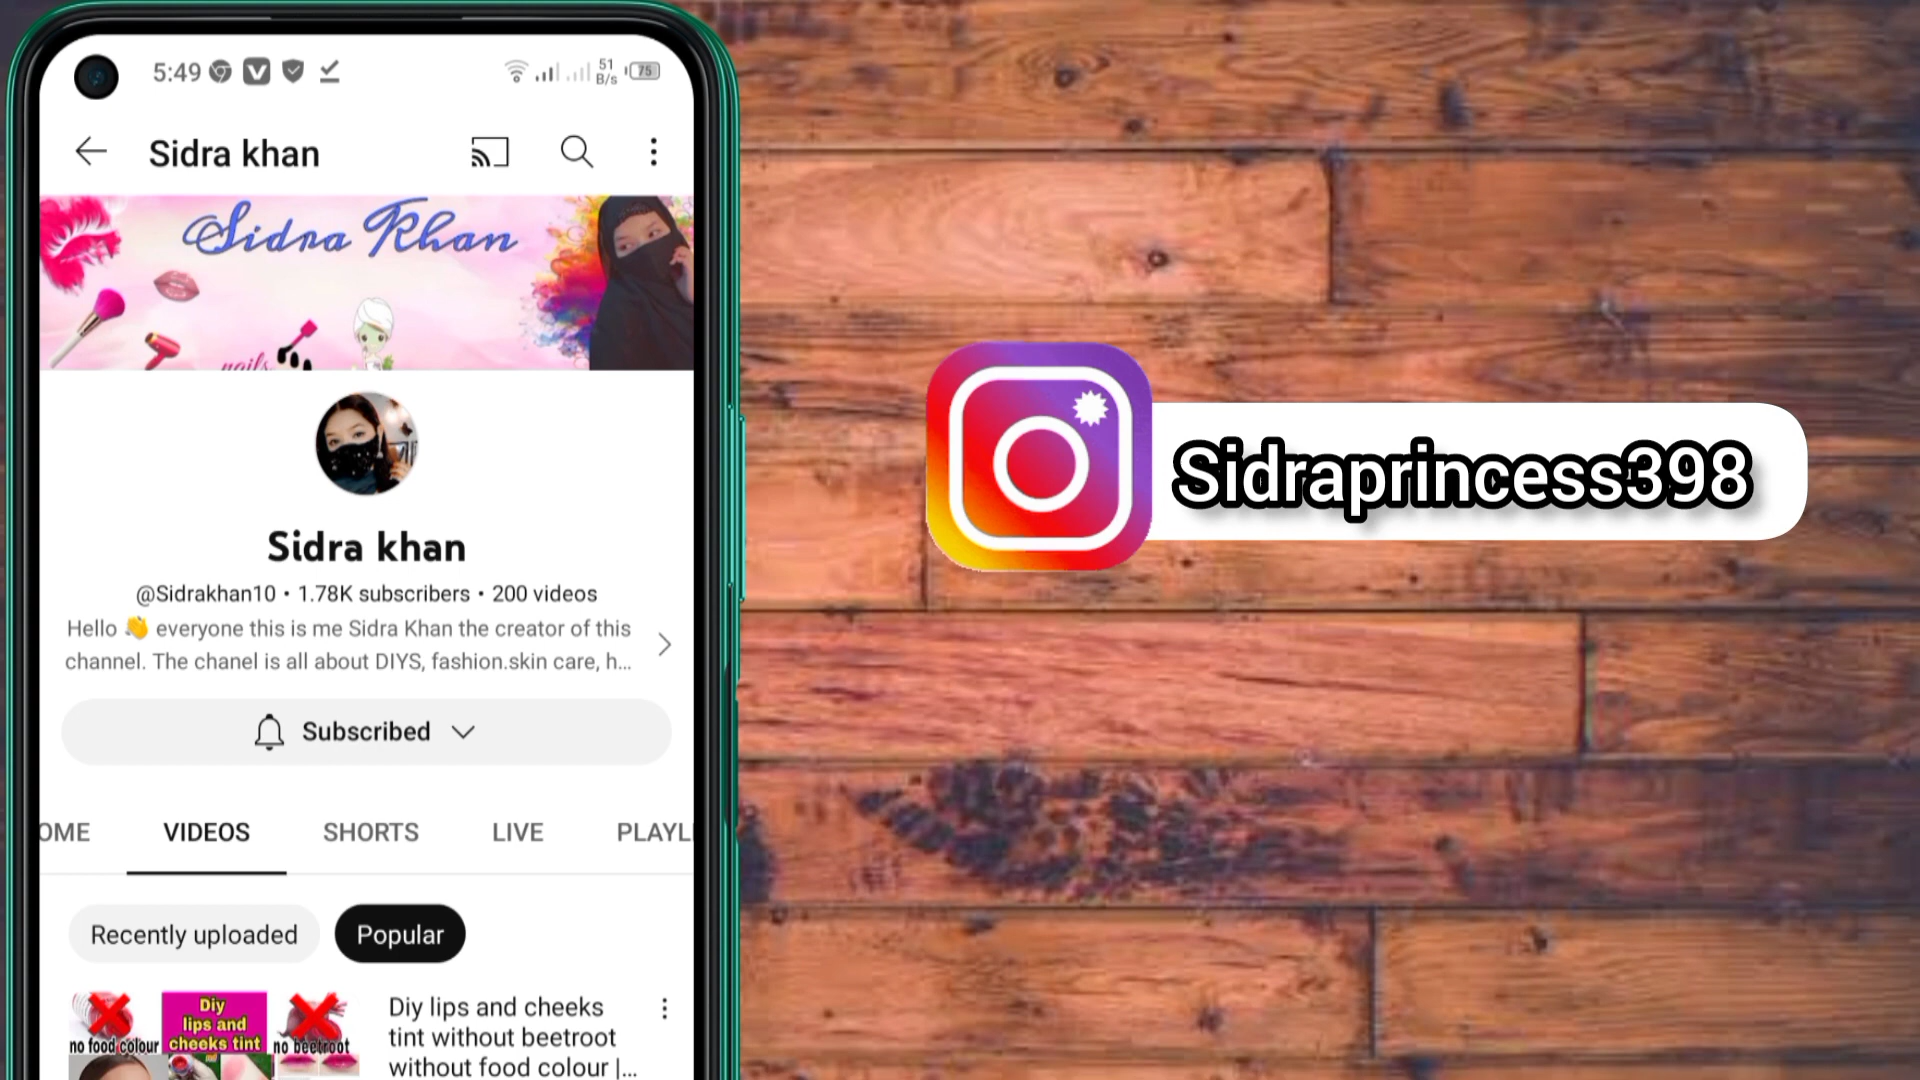 5:49
51
B/s
75
Sidra khan
Sidra Khan
nails
Sidra khan
@Sidrakhan10 • 1.78K subscribers • 200 videos
Hello 👋 everyone this is me Sidra Khan the creator of this
channel. The chanel is all about DIYS, fashion.skin care, h...
Subscribed
OME
VIDEOS
SHORTS
LIVE
PLAYL
Recently uploaded
Popular
Diy
lips and
cheeks tint
no food colour
no beetroot
Diy lips and cheeks
tint without beetroot
without food colour |...
Sidraprincess398